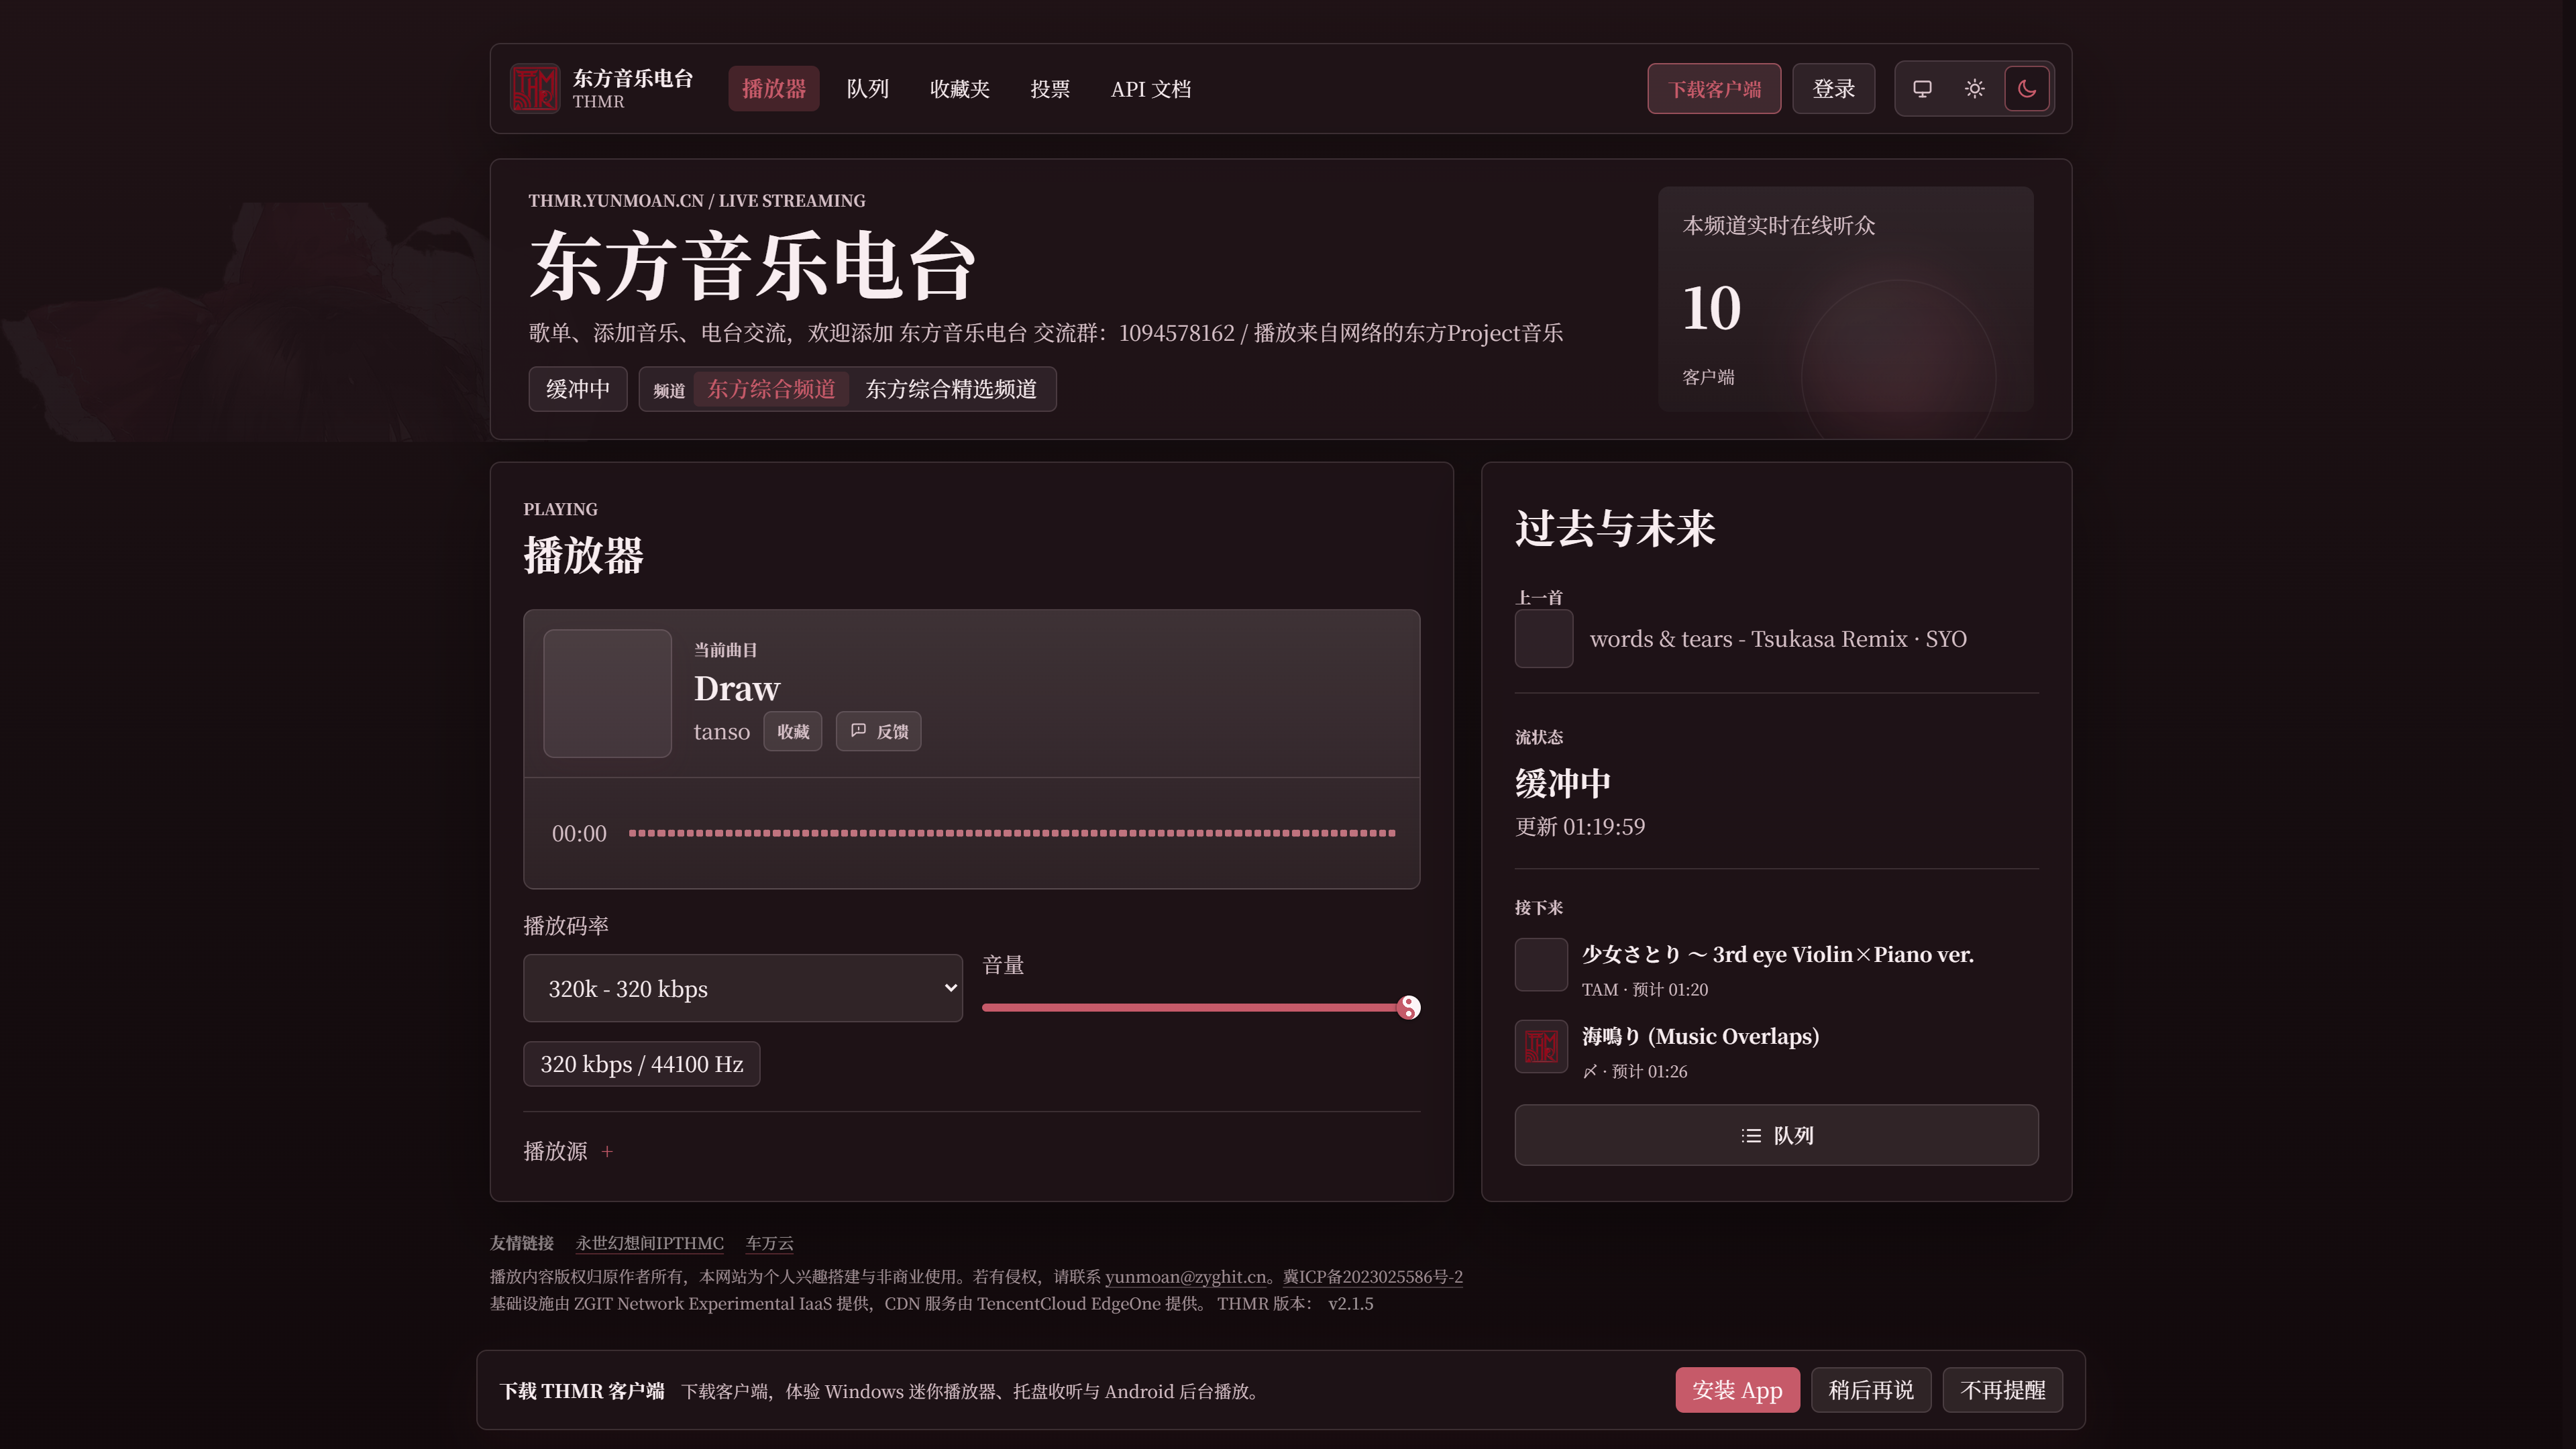 东方音乐电台
THMR
播放器 队列 收藏夹 投票 API 文档
下载客户端 登录
THMR.YUNMOAN.CN / LIVE STREAMING
东方音乐电台
歌单、添加音乐、电台交流，欢迎添加 东方音乐电台 交流群：1094578162 / 播放来自网络的东方Project音乐
缓冲中 频道 东方综合频道 东方综合精选频道
本频道实时在线听众
10
客户端
PLAYING
播放器
当前曲目
Draw
tanso 收藏 反馈
00:00
播放码率
320k - 320 kbps
音量
320 kbps / 44100 Hz
播放源 +
过去与未来
上一首
words & tears - Tsukasa Remix · SYO
流状态
缓冲中
更新 01:19:59
接下来
少女さとり ～ 3rd eye Violin×Piano ver.
TAM · 预计 01:20
海鳴り (Music Overlaps)
〆 · 预计 01:26
队列
友情链接 永世幻想间IPTHMC 车万云
播放内容版权归原作者所有，本网站为个人兴趣搭建与非商业使用。若有侵权，请联系 yunmoan@zyghit.cn。冀ICP备2023025586号-2
基础设施由 ZGIT Network Experimental IaaS 提供，CDN 服务由 TencentCloud EdgeOne 提供。 THMR 版本： v2.1.5
下载 THMR 客户端 下载客户端，体验 Windows 迷你播放器、托盘收听与 Android 后台播放。
安装 App 稍后再说 不再提醒